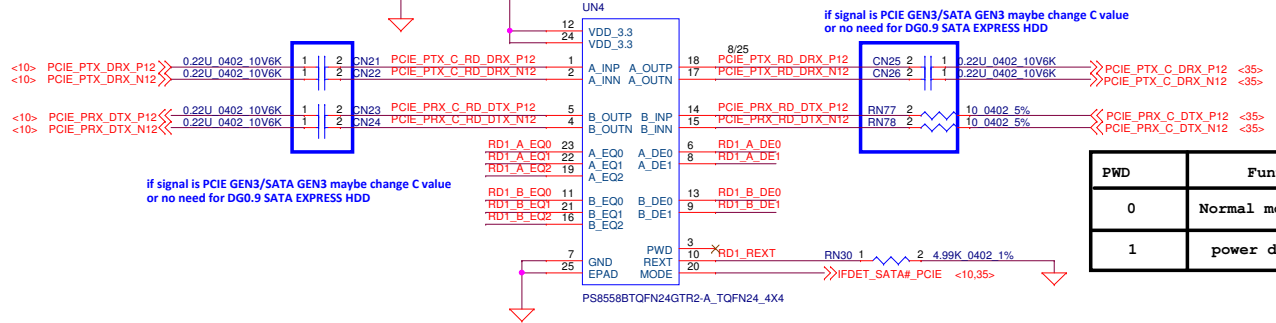 UN4
if signal is PCIE GEN3/SATA GEN3 maybe change C value
or no need for DG0.9 SATA EXPRESS HDD
12 VDD_3.3
24 VDD_3.3
8/25
<10> PCIE_PTX_DRX_P12 0.22U_0402_10V6K 1 2 CN21 PCIE_PTX_C_RD_DRX_P12 1 A_INP A_OUTP 18 PCIE_PTX_RD_DRX_P12 CN25 2 1 0.22U_0402_10V6K PCIE_PTX_C_DRX_P12 <35>
<10> PCIE_PTX_DRX_N12 0.22U_0402_10V6K 1 2 CN22 PCIE_PTX_C_RD_DRX_N12 2 A_INN A_OUTN 17 PCIE_PTX_RD_DRX_N12 CN26 2 1 0.22U_0402_10V6K PCIE_PTX_C_DRX_N12 <35>
<10> PCIE_PRX_DTX_P12 0.22U_0402_10V6K 1 2 CN23 PCIE_PRX_C_RD_DTX_P12 5 B_OUTP B_INP 14 PCIE_PRX_RD_DTX_P12 RN77 2 1 0_0402_5% PCIE_PRX_C_DTX_P12 <35>
<10> PCIE_PRX_DTX_N12 0.22U_0402_10V6K 1 2 CN24 PCIE_PRX_C_RD_DTX_N12 4 B_OUTN B_INN 15 PCIE_PRX_RD_DTX_N12 RN78 2 1 0_0402_5% PCIE_PRX_C_DTX_N12 <35>
RD1_A_EQ0 23 A_EQ0 A_DE0 6 RD1_A_DE0
RD1_A_EQ1 22 A_EQ1 A_DE1 8 RD1_A_DE1
RD1_A_EQ2 19 A_EQ2
if signal is PCIE GEN3/SATA GEN3 maybe change C value
or no need for DG0.9 SATA EXPRESS HDD
RD1_B_EQ0 11 B_EQ0 B_DE0 13 RD1_B_DE0
RD1_B_EQ1 21 B_EQ1 B_DE1 9 RD1_B_DE1
RD1_B_EQ2 16 B_EQ2
PWD 3
7 GND REXT 10 RD1_REXT RN30 1 2 4.99K_0402_1%
25 EPAD MODE 20 IFDET_SATA#_PCIE <10,35>
PS8558BTQFN24GTR2-A_TQFN24_4X4
PWD Fun
0 Normal m
1 power d